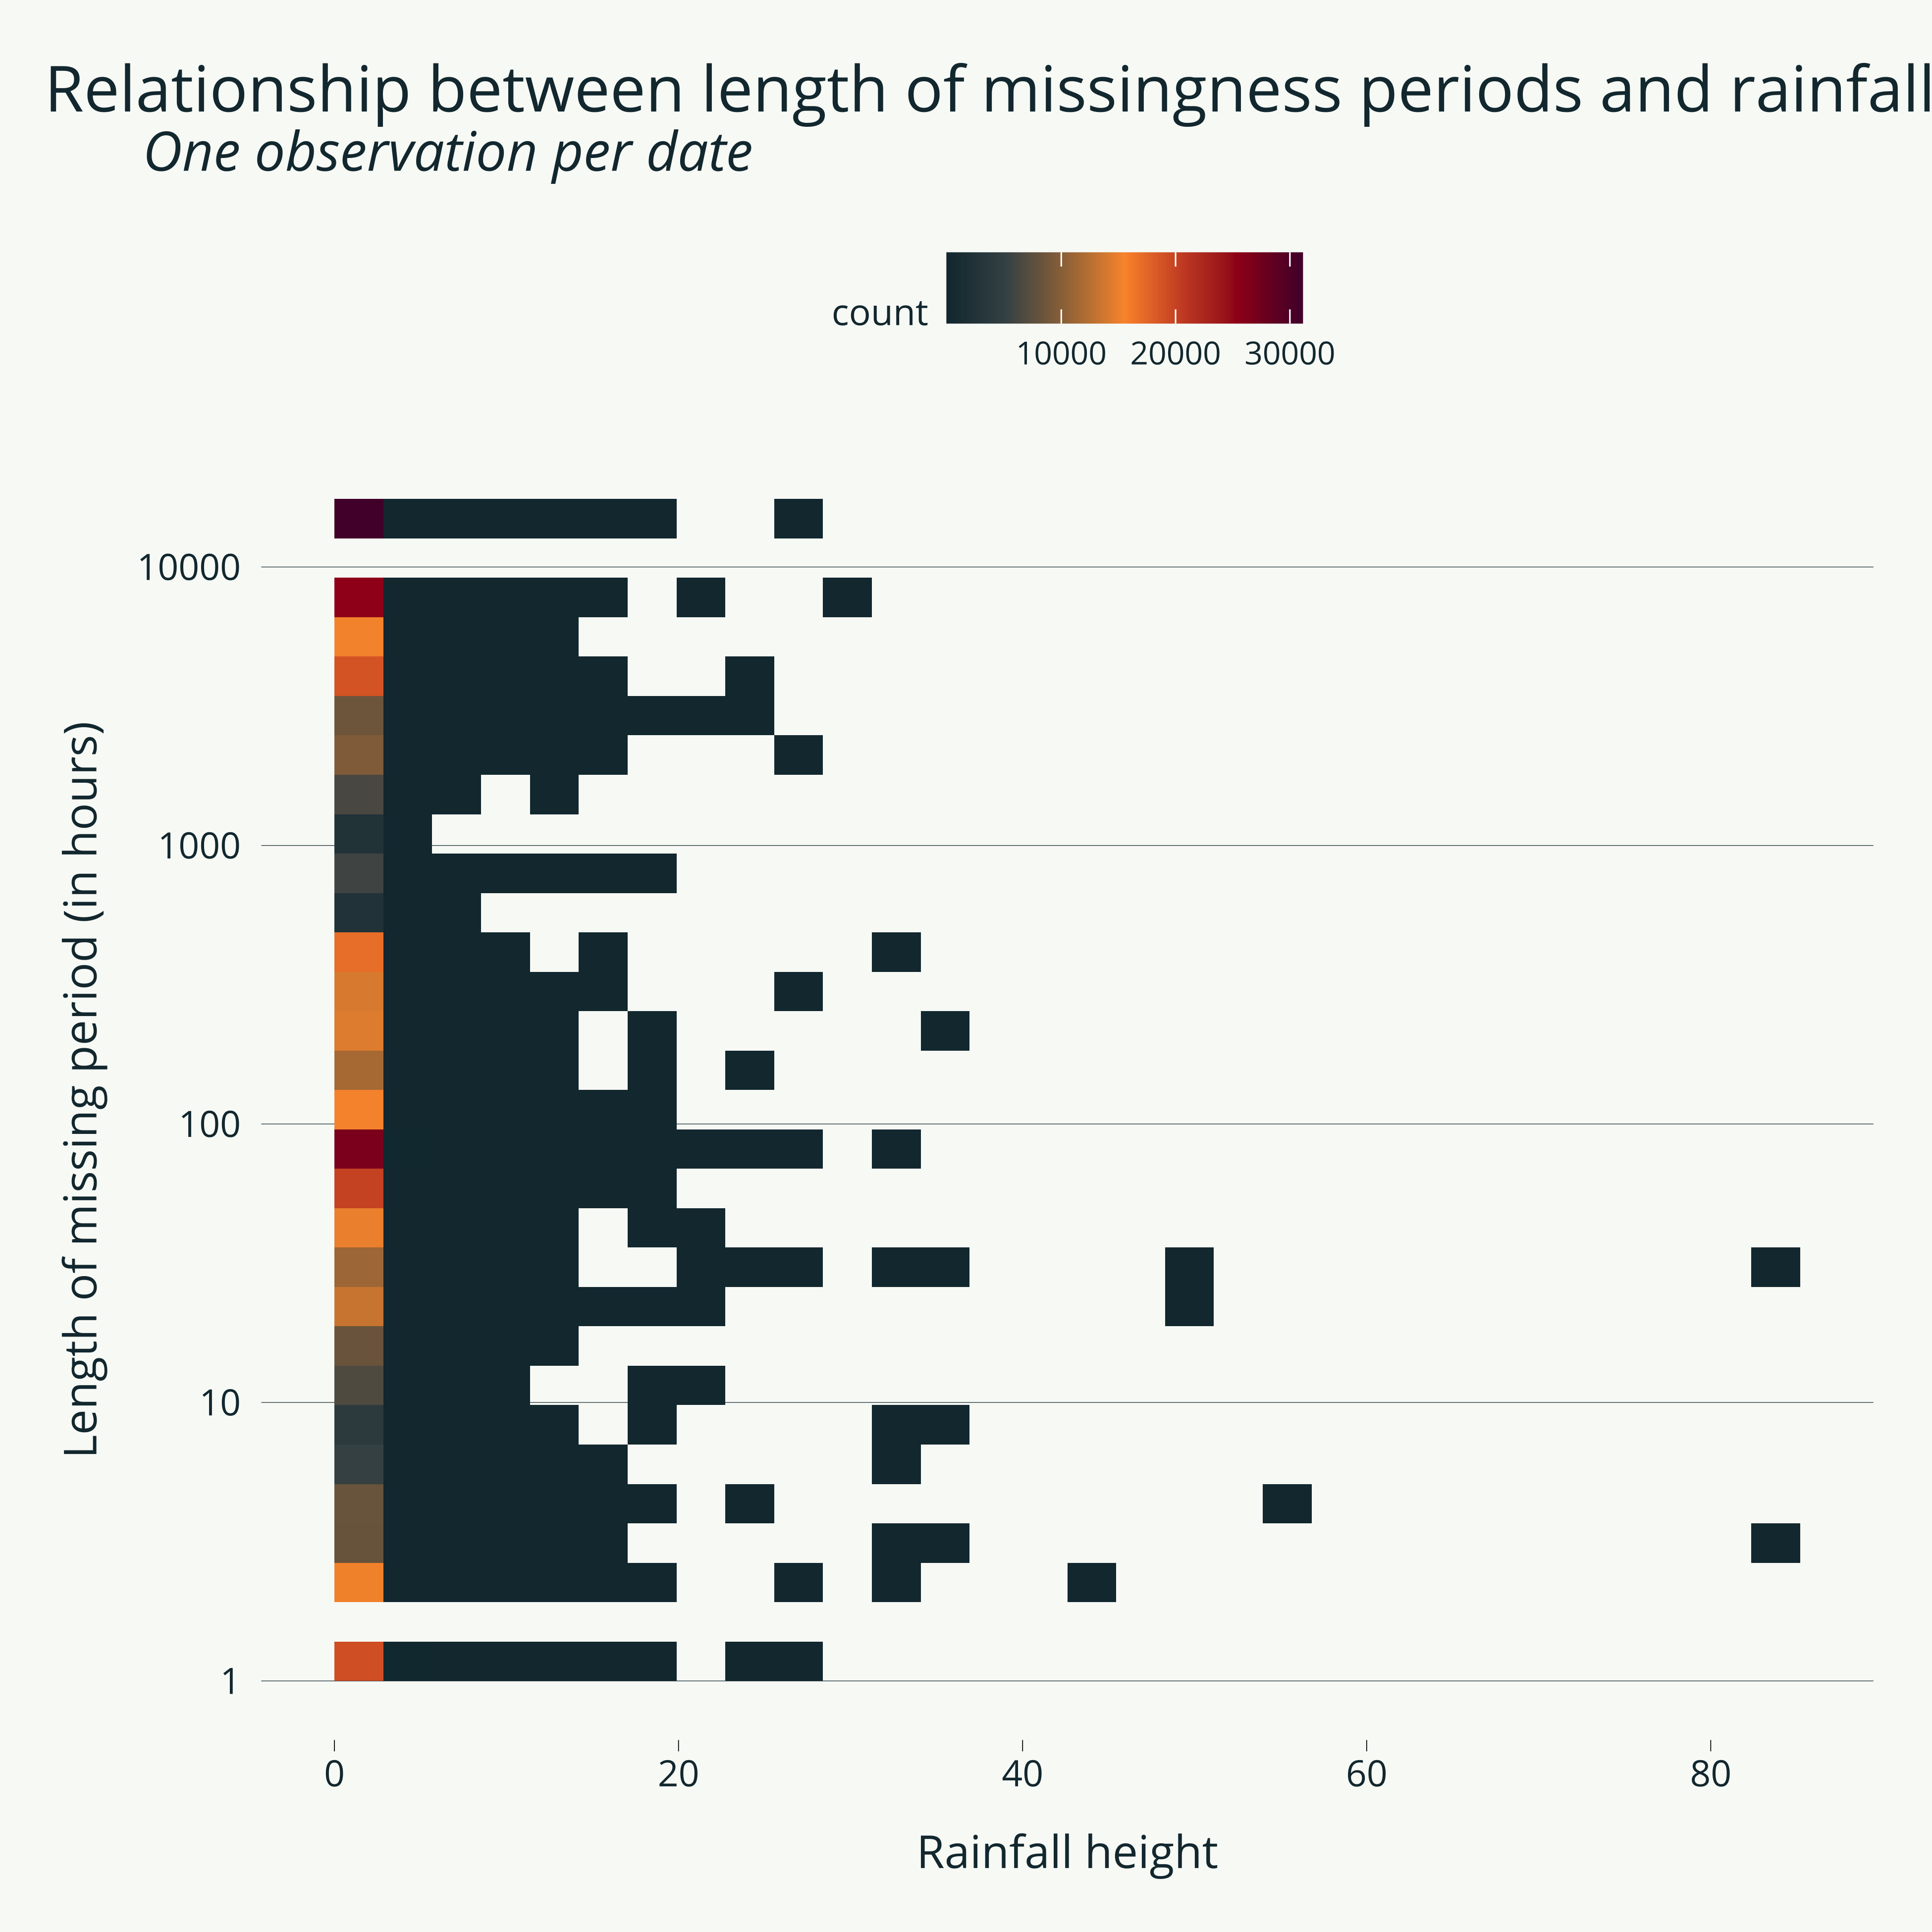 Relationship between length of missingness periods and rainfall
One observation per date
count
10000 20000 30000
Length of missing period (in hours)
10000
1000
100
10
1
0 20 40 60 80
Rainfall height